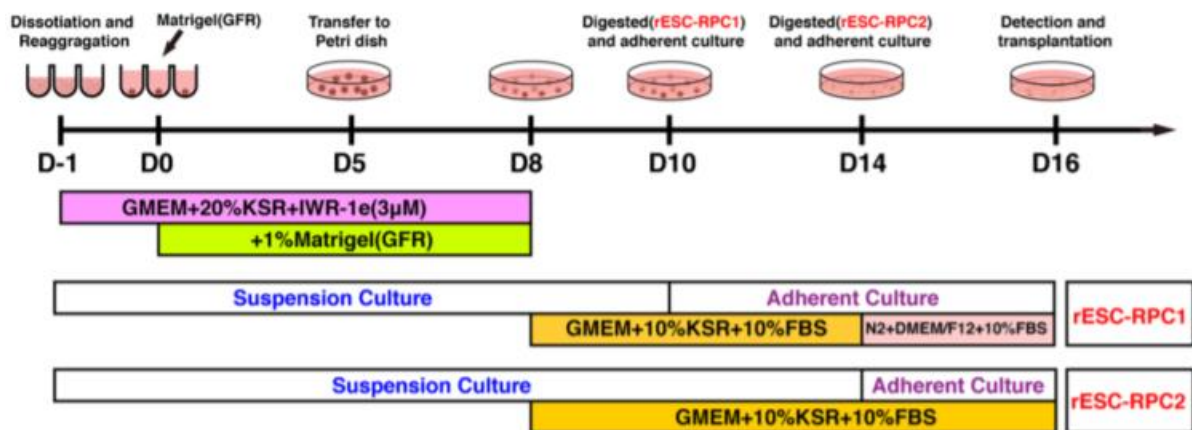 Dissotiation and
Reaggragation
Matrigel(GFR)
Transfer to
Petri dish
Digested(rESC-RPC1)
and adherent culture
Digested(rESC-RPC2)
and adherent culture
Detection and
transplantation
D-1
D0
D5
D8
D10
D14
D16
GMEM+20%KSR+IWR-1e(3μM)
+1%Matrigel(GFR)
Suspension Culture
Adherent Culture
GMEM+10%KSR+10%FBS
N2+DMEM/F12+10%FBS
rESC-RPC1
Suspension Culture
Adherent Culture
GMEM+10%KSR+10%FBS
rESC-RPC2